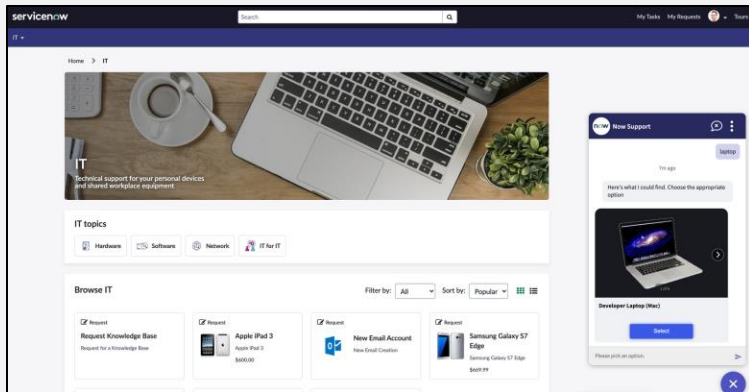 servicenow
Search
My Tasks My Requests Tours
IT
Home > IT
IT
Technical support for your personal devices
and shared workplace equipment
IT topics
Hardware
Software
Network
IT for IT
Browse IT
Filter by: All
Sort by: Popular
Request
Request Knowledge Base
Request for a Knowledge Base
Request
Apple iPad 3
Apple iPad 3
$600.00
Request
New Email Account
New Email Creation
Request
Samsung Galaxy S7
Edge
Samsung Galaxy S7 Edge
$669.99
now Now Support
laptop
1m ago
Here's what I could find. Choose the appropriate
option
Developer Laptop (Mac)
Select
Please pick an option.